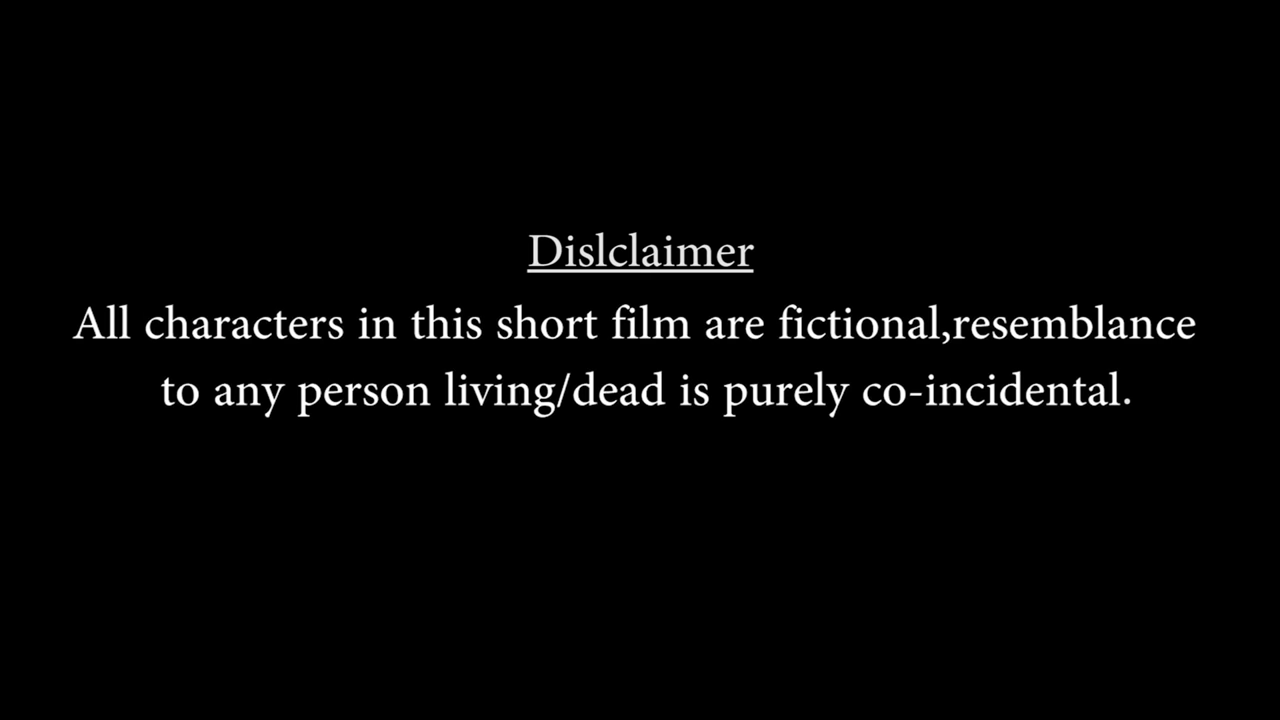 Dislclaimer
All characters in this short film are fictional,resemblance
to any person living/dead is purely co-incidental.